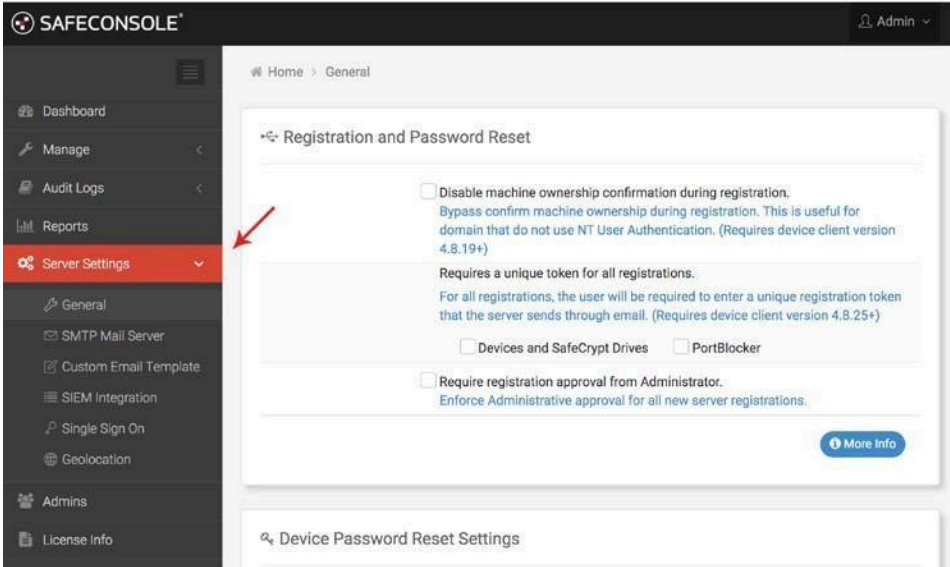 SAFECONSOLE®
Admin
Home > General
Dashboard
Manage
Audit Logs
Reports
Server Settings
General
SMTP Mail Server
Custom Email Template
SIEM Integration
Single Sign On
Geolocation
Admins
License Info
Registration and Password Reset
Disable machine ownership confirmation during registration.
Bypass confirm machine ownership during registration. This is useful for
domain that do not use NT User Authentication. (Requires device client version
4.8.19+)
Requires a unique token for all registrations.
For all registrations, the user will be required to enter a unique registration token
that the server sends through email. (Requires device client version 4.8.25+)
Devices and SafeCrypt Drives PortBlocker
Require registration approval from Administrator.
Enforce Administrative approval for all new server registrations.
More Info
Device Password Reset Settings